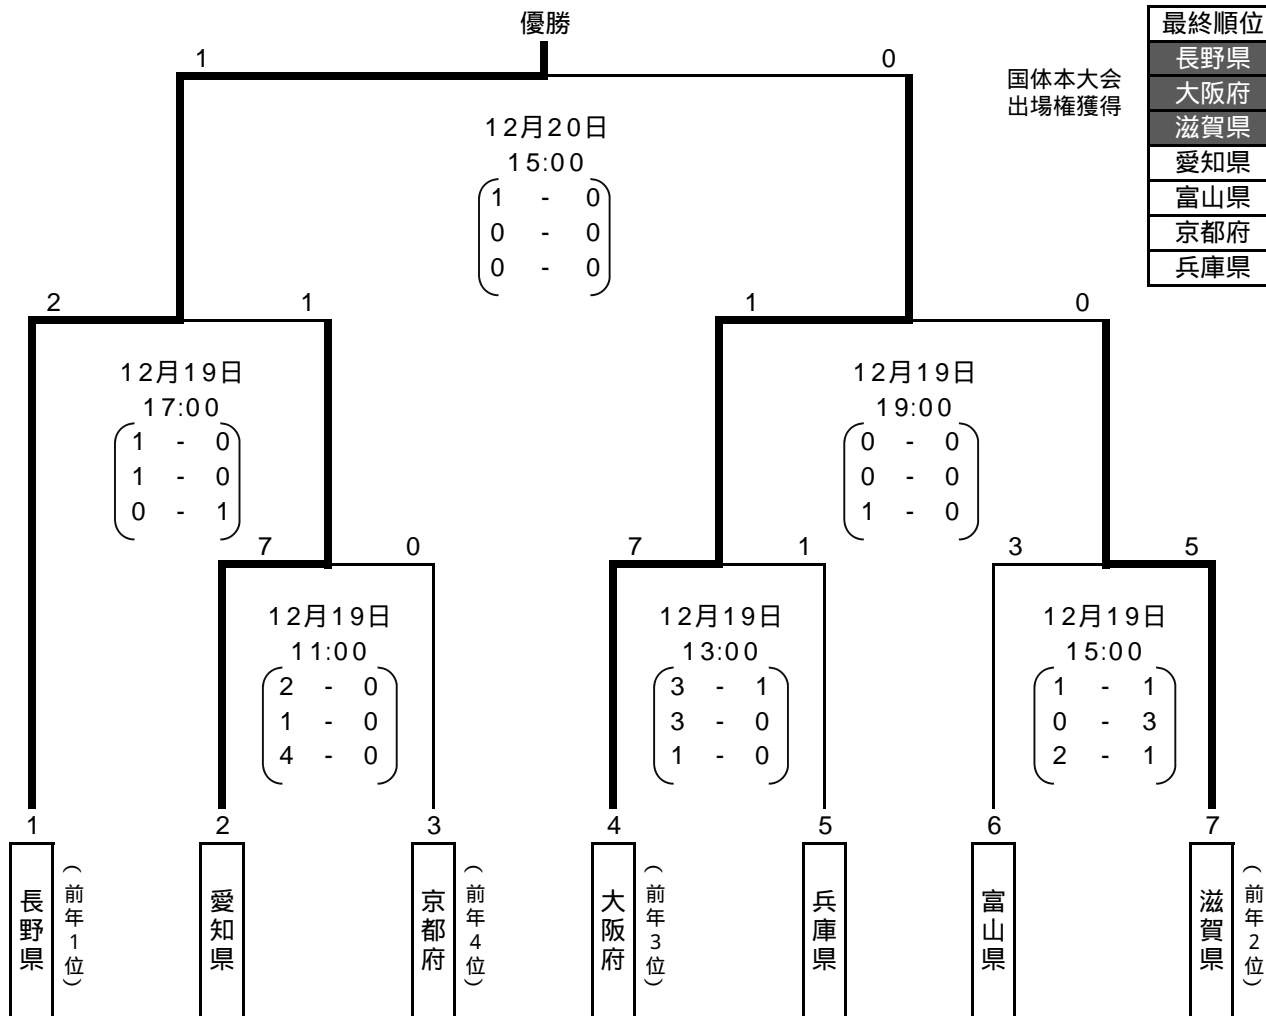 優勝
1
0
国体本大会
出場権獲得
最終順位
長野県
大阪府
滋賀県
愛知県
富山県
京都府
兵庫県
12月20日
15:00
1 - 0
0 - 0
0 - 0
2
1
1
0
12月19日
17:00
1 - 0
1 - 0
0 - 1
12月19日
19:00
0 - 0
0 - 0
1 - 0
7
0
7
1
3
5
12月19日
11:00
2 - 0
1 - 0
4 - 0
12月19日
13:00
3 - 1
3 - 0
1 - 0
12月19日
15:00
1 - 1
0 - 3
2 - 1
1
2
3
4
5
6
7
長野県
(前年1位)
愛知県
京都府
(前年4位)
大阪府
(前年3位)
兵庫県
富山県
滋賀県
(前年2位)